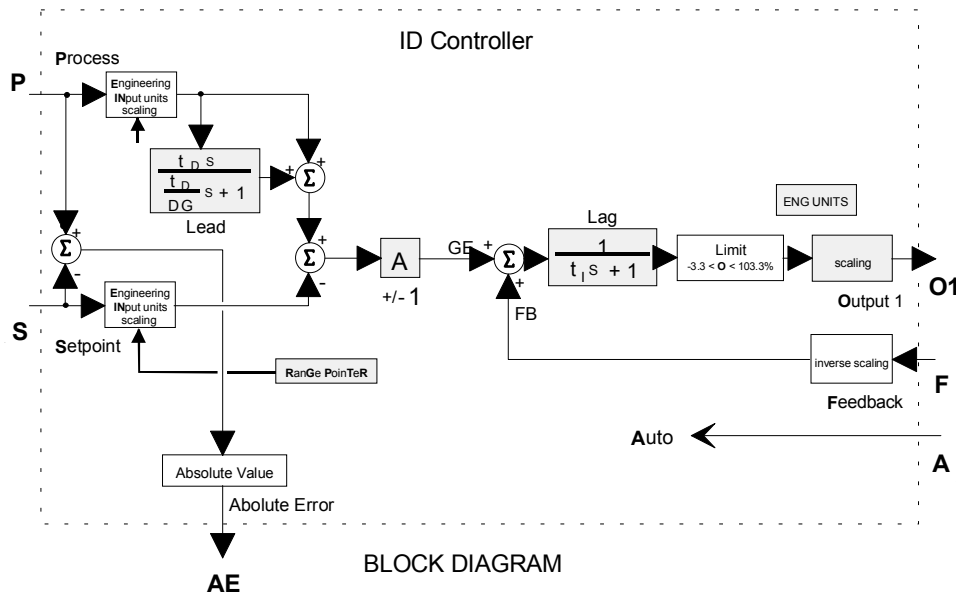 ID Controller
Process
P
Engineering
INput units
scaling
t D S
t D
DG
S + 1
Lead
+
+
Σ
+
-
Σ
+
-
Σ
S
Engineering
INput units
scaling
Setpoint
RanGe PoinTeR
A
+/- 1
GE
+
Σ
+
FB
Lag
1
t I S + 1
Limit
-3.3 < O < 103.3%
ENG UNITS
scaling
Output 1
O1
inverse scaling
F
Feedback
Auto
A
Absolute Value
Abolute Error
AE
BLOCK DIAGRAM